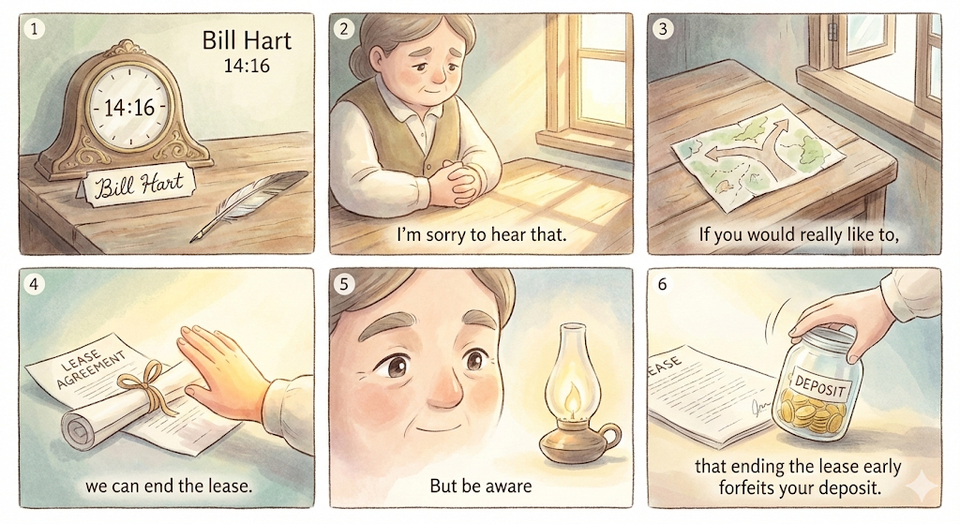 1
Bill Hart
14:16
14:16
Bill Hart
2
I'm sorry to hear that.
3
If you would really like to,
4
LEASE
AGREEMENT
we can end the lease.
5
But be aware
6
EASE
DEPOSIT
that ending the lease early
forfeits your deposit.